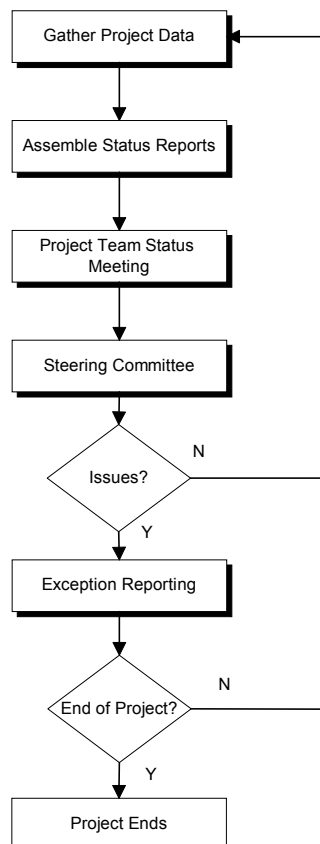 Gather Project Data
Assemble Status Reports
Project Team Status
Meeting
Steering Committee
Issues?
N
Y
Exception Reporting
End of Project?
N
Y
Project Ends